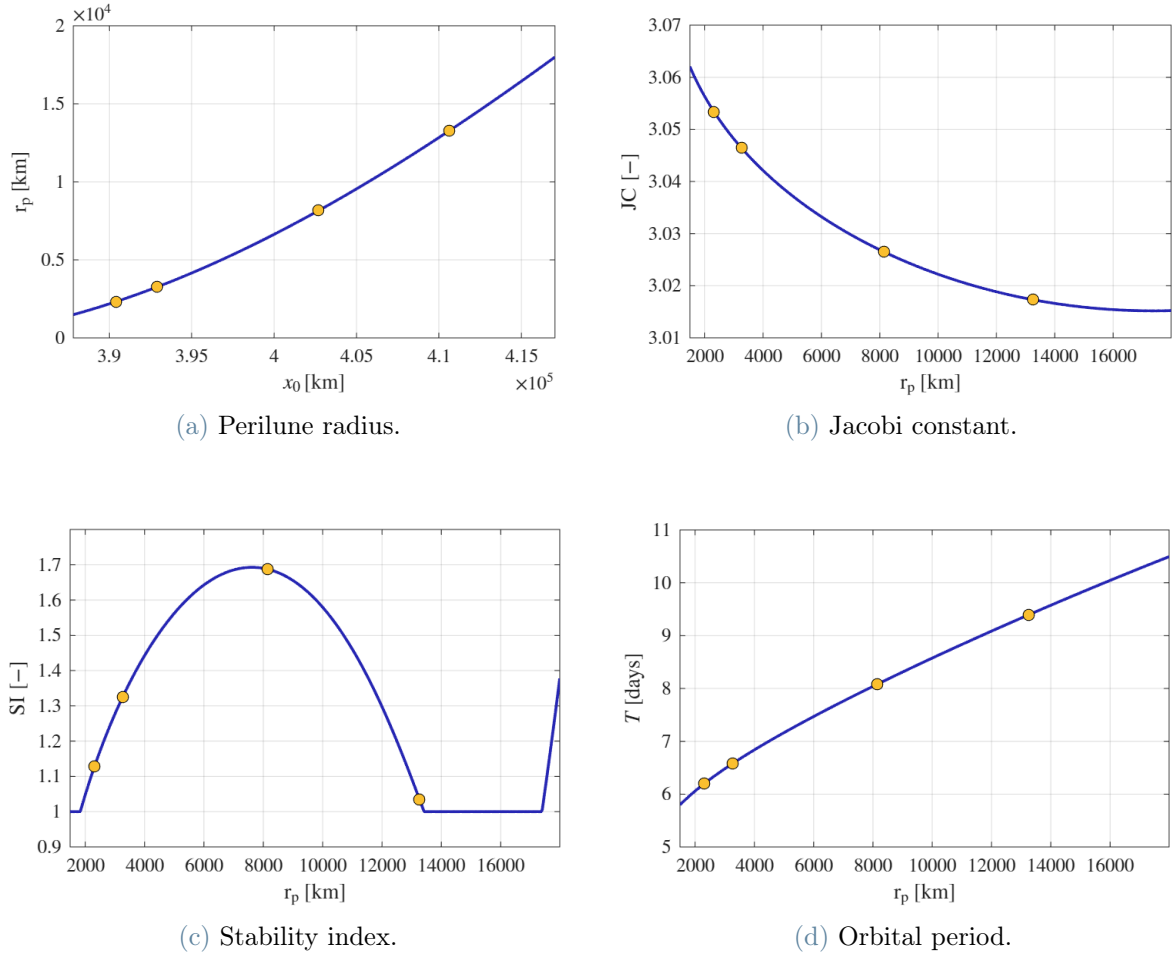 ×10⁴
2
1.5
1
0.5
0
r_p [km]
3.9 3.95 4 4.05 4.1 4.15
x₀ [km]
×10⁵
(a) Perilune radius.
3.07
3.06
3.05
3.04
3.03
3.02
3.01
JC [−]
2000 4000 6000 8000 10000 12000 14000 16000
r_p [km]
(b) Jacobi constant.
1.7
1.6
1.5
1.4
1.3
1.2
1.1
1
0.9
SI [−]
2000 4000 6000 8000 10000 12000 14000 16000
r_p [km]
(c) Stability index.
11
10
9
8
7
6
5
T [days]
2000 4000 6000 8000 10000 12000 14000 16000
r_p [km]
(d) Orbital period.